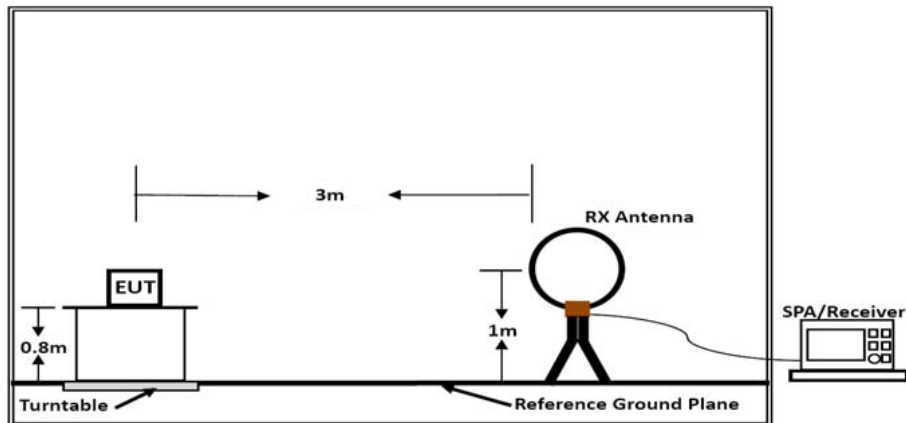 3m
RX Antenna
EUT
SPA/Receiver
1m
0.8m
Turntable
Reference Ground Plane